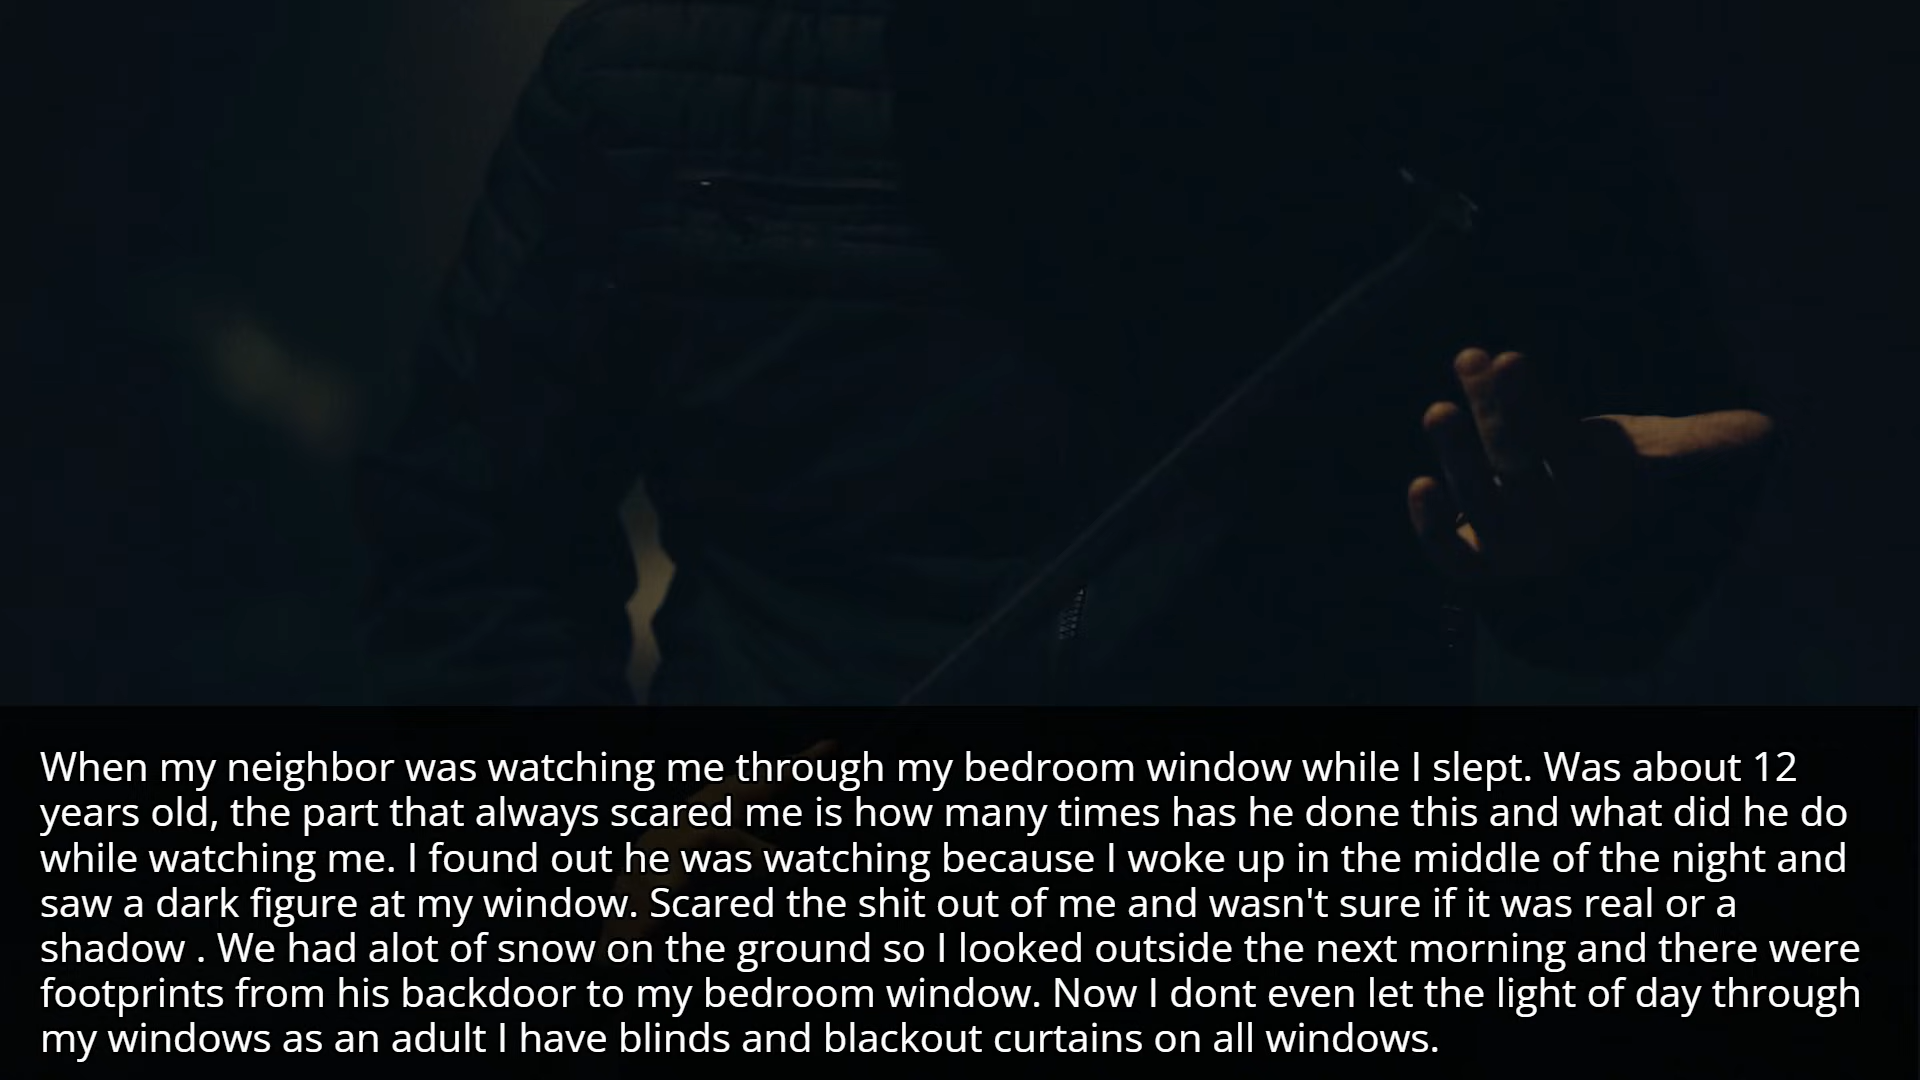 When my neighbor was watching me through my bedroom window while I slept. Was about 12
years old, the part that always scared me is how many times has he done this and what did he do
while watching me. I found out he was watching because I woke up in the middle of the night and
saw a dark figure at my window. Scared the shit out of me and wasn't sure if it was real or a
shadow . We had alot of snow on the ground so I looked outside the next morning and there were
footprints from his backdoor to my bedroom window. Now I dont even let the light of day through
my windows as an adult I have blinds and blackout curtains on all windows.